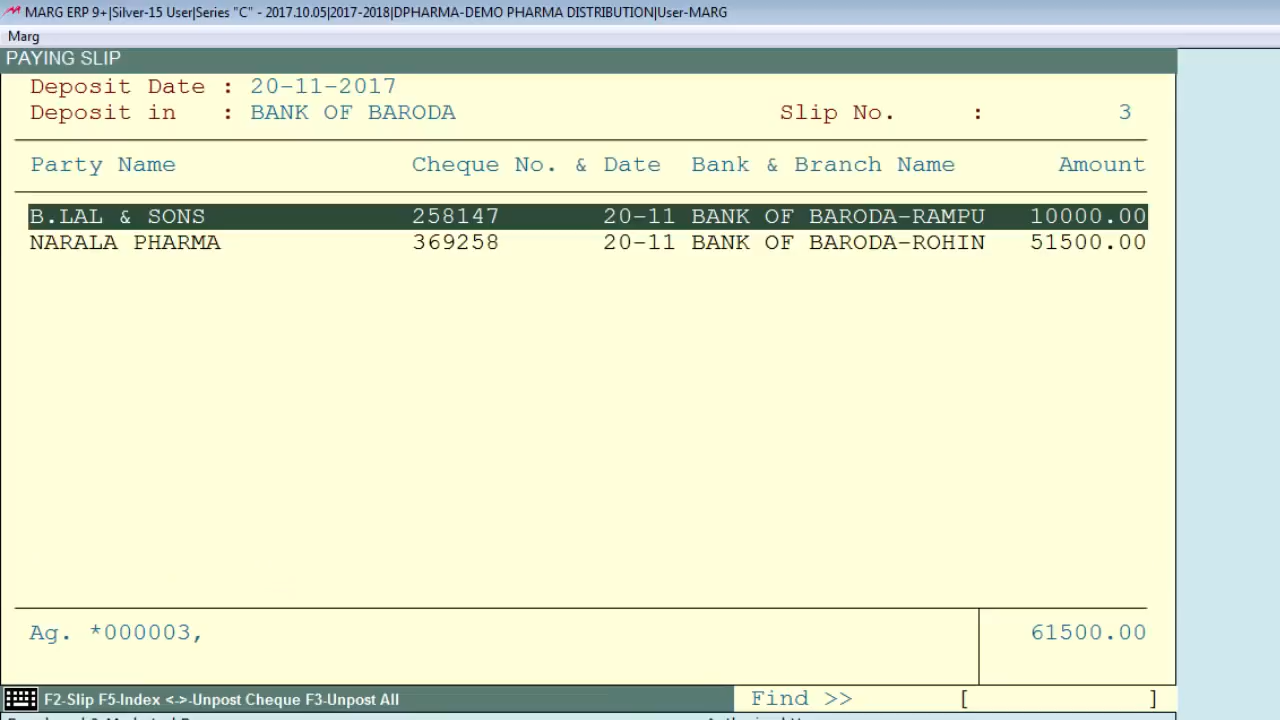 MARG ERP 9+|Silver-15 User|Series "C" - 2017.10.05|2017-2018|DPHARMA-DEMO PHARMA DISTRIBUTION|User-MARG
Marg
PAYING SLIP
Deposit Date : 20-11-2017
Deposit in : BANK OF BARODA Slip No. : 3
Party Name Cheque No. & Date Bank & Branch Name Amount
B.LAL & SONS 258147 20-11 BANK OF BARODA-RAMPU 10000.00
NARALA PHARMA 369258 20-11 BANK OF BARODA-ROHIN 51500.00
Ag. *000003, 61500.00
F2-Slip F5-Index <->-Unpost Cheque F3-Unpost All Find >> [ ]